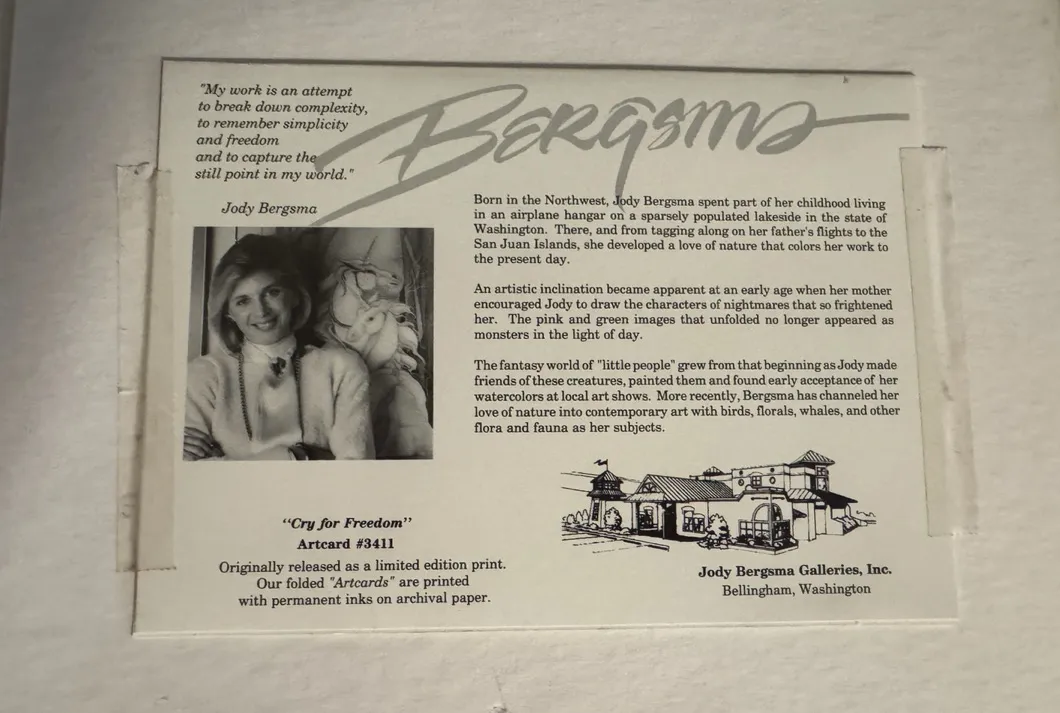 "My work is an attempt
to break down complexity,
to remember simplicity
and freedom
and to capture the
still point in my world."
Jody Bergsma
Bergsma
Born in the Northwest, Jody Bergsma spent part of her childhood living
in an airplane hangar on a sparsely populated lakeside in the state of
Washington. There, and from tagging along on her father's flights to the
San Juan Islands, she developed a love of nature that colors her work to
the present day.
An artistic inclination became apparent at an early age when her mother
encouraged Jody to draw the characters of nightmares that so frightened
her. The pink and green images that unfolded no longer appeared as
monsters in the light of day.
The fantasy world of "little people" grew from that beginning as Jody made
friends of these creatures, painted them and found early acceptance of her
watercolors at local art shows. More recently, Bergsma has channeled her
love of nature into contemporary art with birds, florals, whales, and other
flora and fauna as her subjects.
"Cry for Freedom"
Artcard #3411
Originally released as a limited edition print.
Our folded "Artcards" are printed
with permanent inks on archival paper.
Jody Bergsma Galleries, Inc.
Bellingham, Washington